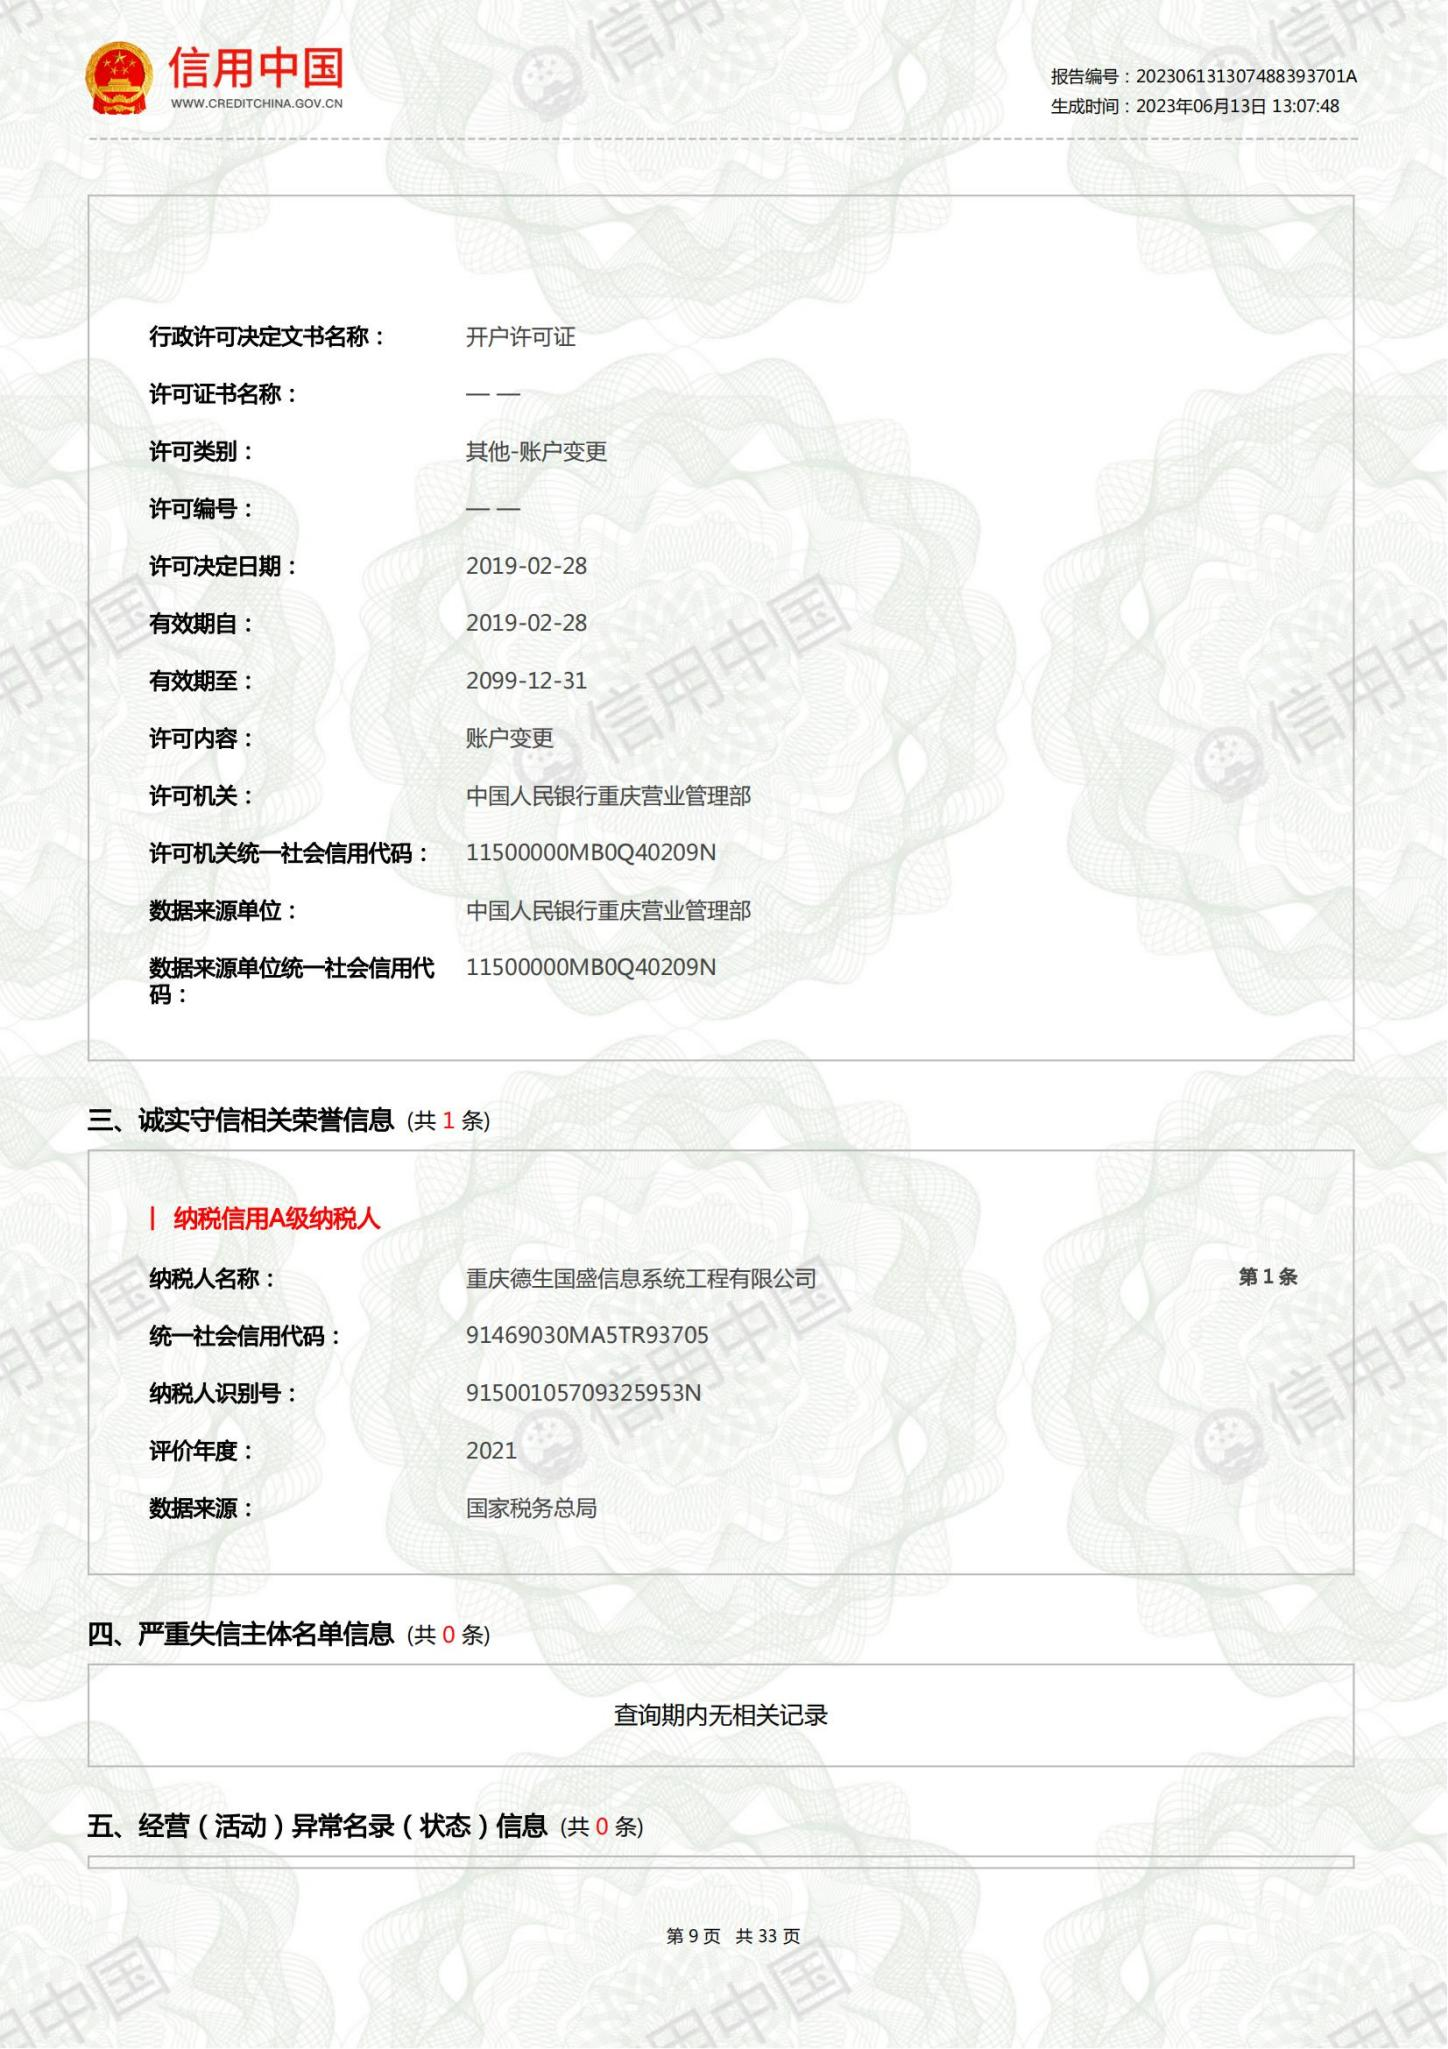 信用中国
WWW.CREDITCHINA.GOV.CN
报告编号：202306131307488393701A
生成时间：2023年06月13日 13:07:48
行政许可决定文书名称： 开户许可证
许可证书名称： — —
许可类别： 其他-账户变更
许可编号： — —
许可决定日期： 2019-02-28
有效期自： 2019-02-28
有效期至： 2099-12-31
许可内容： 账户变更
许可机关： 中国人民银行重庆营业管理部
许可机关统一社会信用代码： 11500000MB0Q40209N
数据来源单位： 中国人民银行重庆营业管理部
数据来源单位统一社会信用代 11500000MB0Q40209N
码：
三、诚实守信相关荣誉信息 (共 1 条)
| 纳税信用A级纳税人
纳税人名称： 重庆德生国盛信息系统工程有限公司 第 1 条
统一社会信用代码： 91469030MA5TR93705
纳税人识别号： 91500105709325953N
评价年度： 2021
数据来源： 国家税务总局
四、严重失信主体名单信息 (共 0 条)
查询期内无相关记录
五、经营（活动）异常名录（状态）信息 (共 0 条)
第 9 页 共 33 页